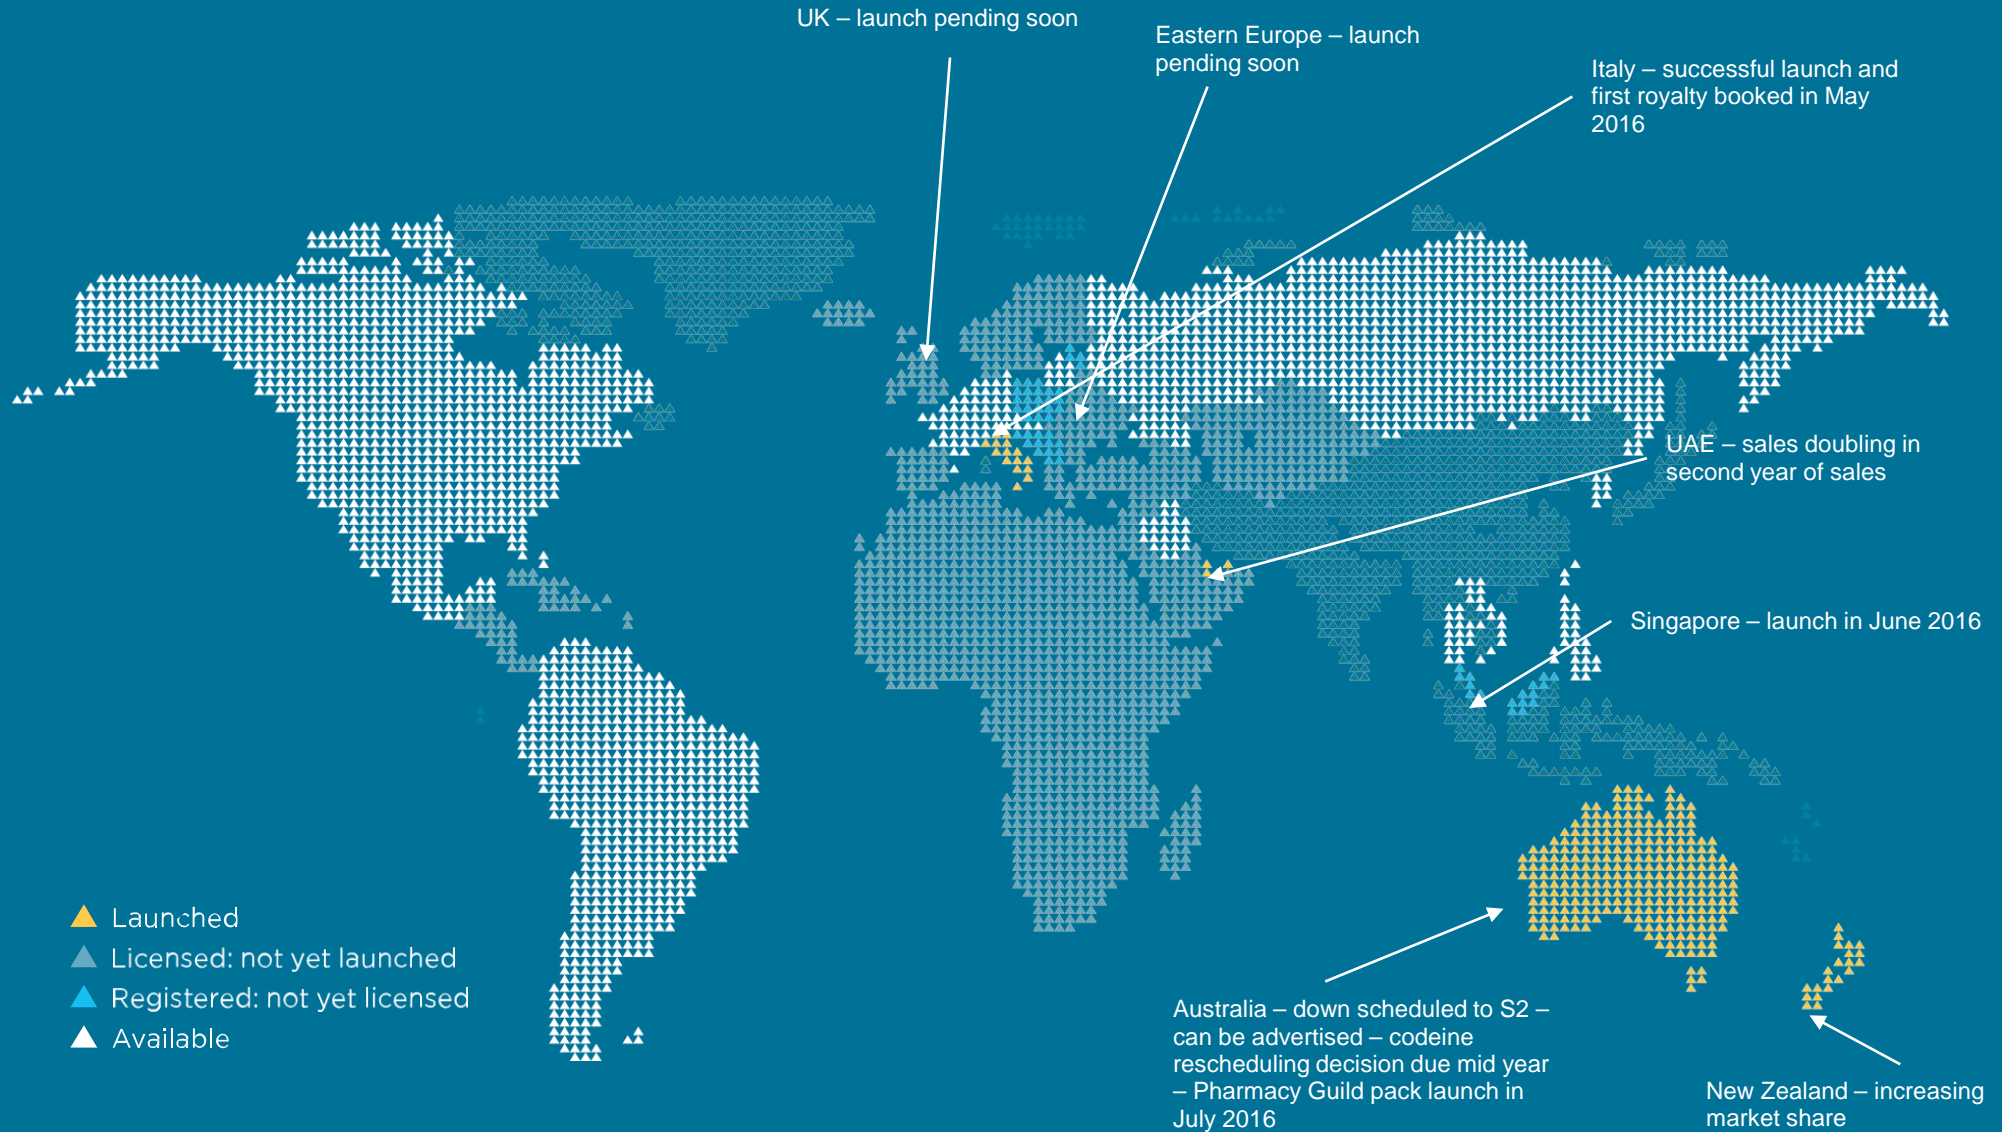 UK – launch pending soon
Eastern Europe – launch
pending soon
Italy – successful launch and
first royalty booked in May
2016
UAE – sales doubling in
second year of sales
Singapore – launch in June 2016
Launched
Licensed: not yet launched
Registered: not yet licensed
Available
Australia – down scheduled to S2 –
can be advertised – codeine
rescheduling decision due mid year
– Pharmacy Guild pack launch in
July 2016
New Zealand – increasing
market share